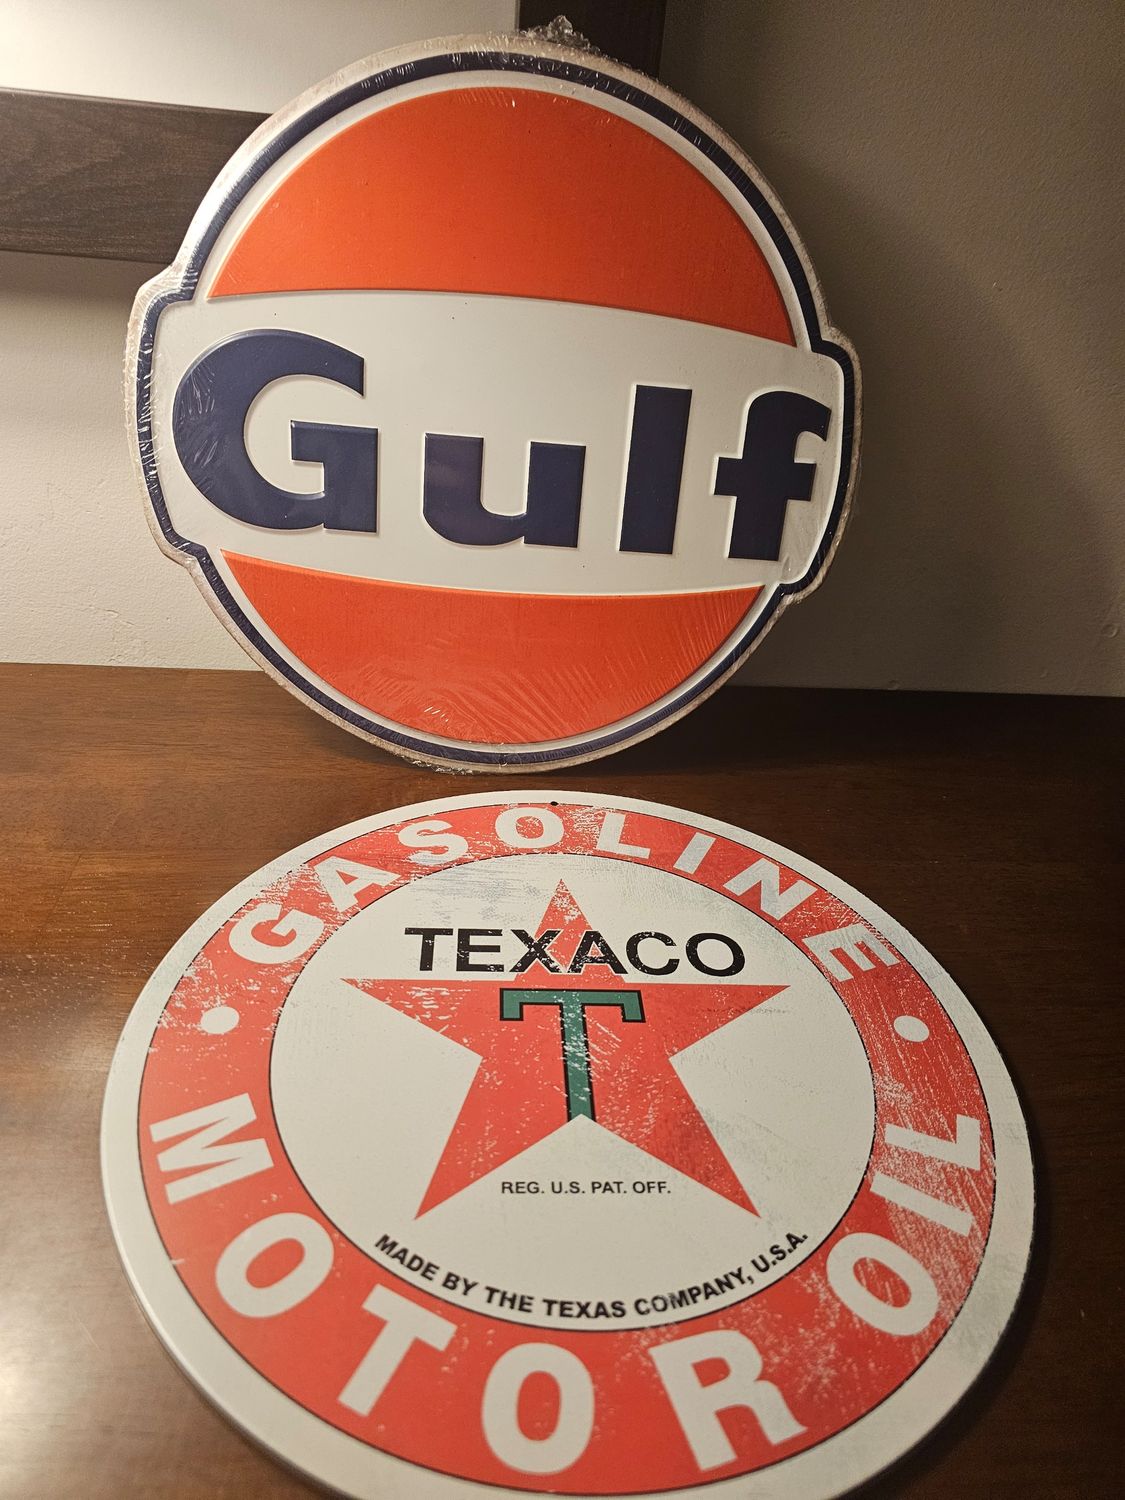 Gulf
GASOLINE
TEXACO
T
REG. U.S. PAT. OFF.
MADE BY THE TEXAS COMPANY, U.S.A.
MOTOR OIL